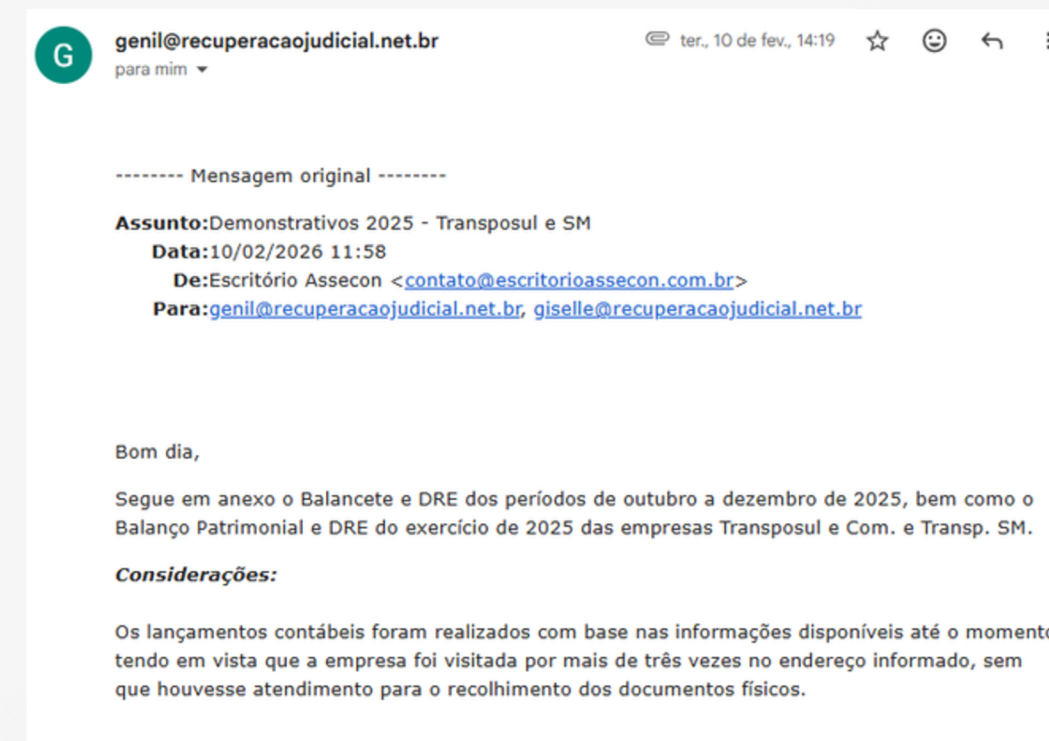 G
genil@recuperacaojudicial.net.br
ter., 10 de fev., 14:19
para mim
-------- Mensagem original --------
Assunto:Demonstrativos 2025 - Transposul e SM
Data:10/02/2026 11:58
De:Escritório Assecon <contato@escritorioassecon.com.br>
Para:genil@recuperacaojudicial.net.br, giselle@recuperacaojudicial.net.br
Bom dia,
Segue em anexo o Balancete e DRE dos períodos de outubro a dezembro de 2025, bem como o
Balanço Patrimonial e DRE do exercício de 2025 das empresas Transposul e Com. e Transp. SM.
Considerações:
Os lançamentos contábeis foram realizados com base nas informações disponíveis até o momento
tendo em vista que a empresa foi visitada por mais de três vezes no endereço informado, sem
que houvesse atendimento para o recolhimento dos documentos físicos.